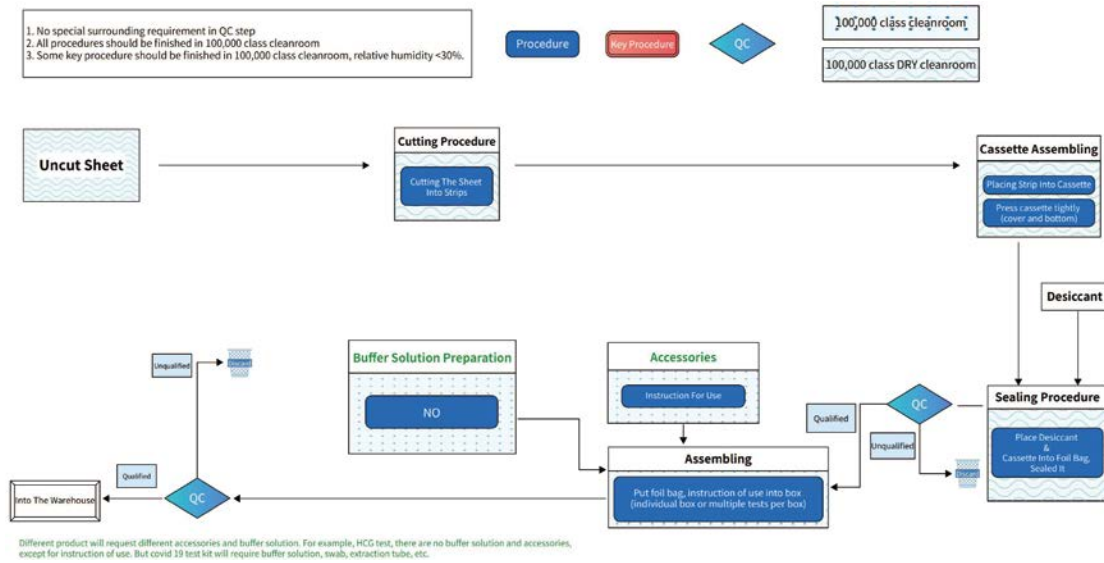 1. No special surrounding requirement in QC step
2. All procedures should be finished in 100,000 class cleanroom
3. Some key procedure should be finished in 100,000 class cleanroom, relative humidity <30%.
Procedure
Key Procedure
QC
100,000 class cleanroom
100,000 class DRY cleanroom
Uncut Sheet
Cutting Procedure
Cutting The Sheet
Into Strips
Cassette Assembling
Placing Strip Into Cassette
Press cassette tightly
(cover and bottom)
Desiccant
Sealing Procedure
Place Desiccant
&
Cassette Into Foil Bag,
Sealed It
QC
Qualified
Unqualified
Discard
Accessories
Instruction For Use
Buffer Solution Preparation
NO
Assembling
Put foil bag, instruction of use into box
(individual box or multiple tests per box)
Unqualified
Discard
Qualified
QC
Into The Warehouse
Different product will request different accessories and buffer solution. For example, HCG test, there are no buffer solution and accessories,
except for instruction of use. But covid 19 test kit will require buffer solution, swab, extraction tube, etc.